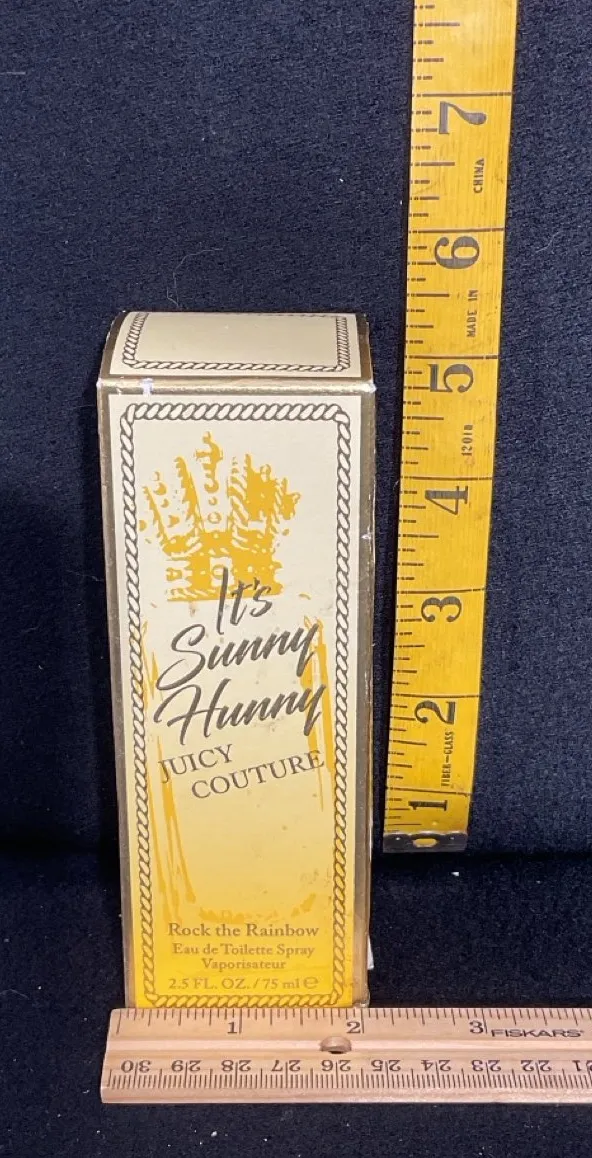 7
CHINA
6
MADE IN
5
12010
4
3
2
FIBER-GLASS
1
It's
Sunny
Hunny
JUICY
COUTURE
Rock the Rainbow
Eau de Toilette Spray
Vaporisateur
2.5 FL. OZ. / 75 ml ℮
1 2 3 FISKARS®
30 29 28 27 26 25 24 23 22 21